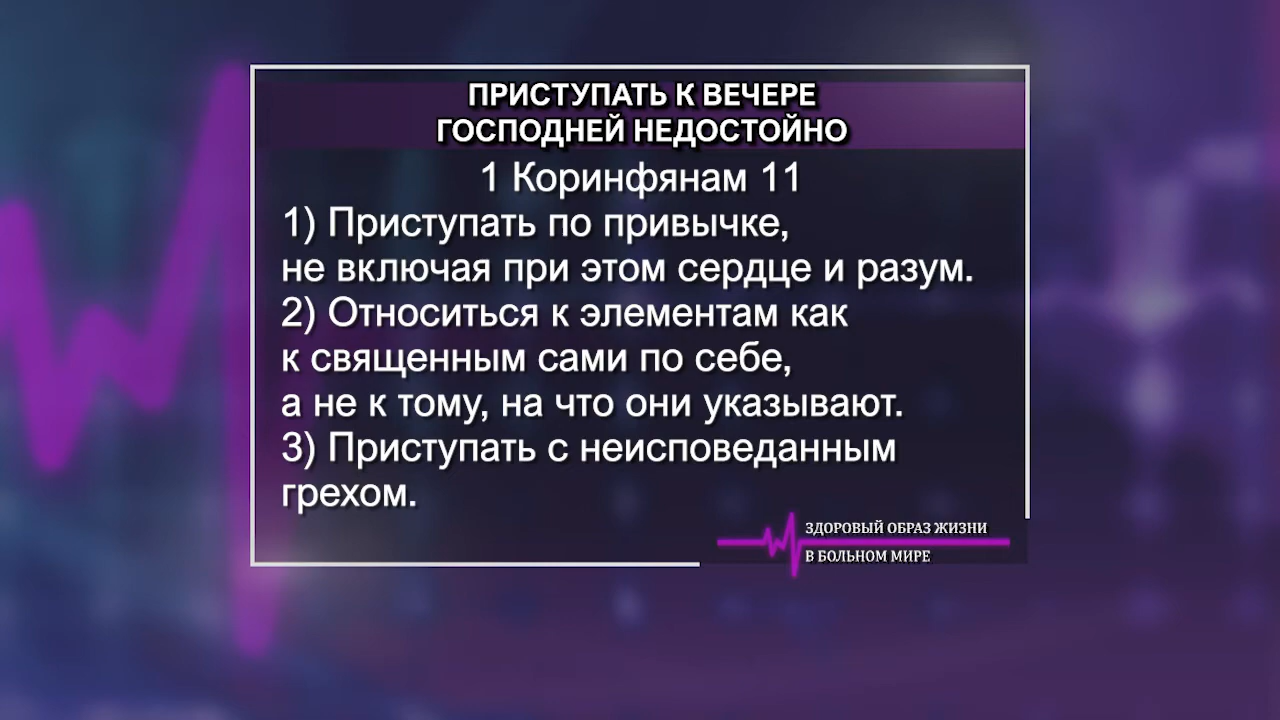 ПРИСТУПАТЬ К ВЕЧЕРЕ
ГОСПОДНЕЙ НЕДОСТОЙНО
1 Коринфянам 11
1) Приступать по привычке,
не включая при этом сердце и разум.
2) Относиться к элементам как
к священным сами по себе,
а не к тому, на что они указывают.
3) Приступать с неисповеданным
грехом.
ЗДОРОВЫЙ ОБРАЗ ЖИЗНИ
В БОЛЬНОМ МИРЕ